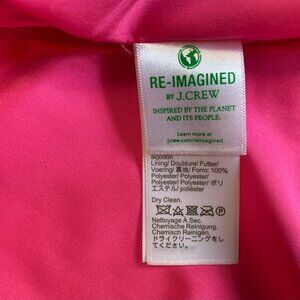 RE-IMAGINED
BY J.CREW
INSPIRED BY THE PLANET
AND ITS PEOPLE.
Learn more at
jcrew.com/reimagined
algodon
Lining/ Doublure/ Futter/
Voering/ 裏地/ Forro: 100%
Polyester/ Polyester/
Polyester/ Polyester/ ポリ
エステル/ poliéster
Dry Clean.
Nettoyage À Sec.
Chemische Reinigung.
Chemische Reiniging.
ドライクリーニングをし
てください。